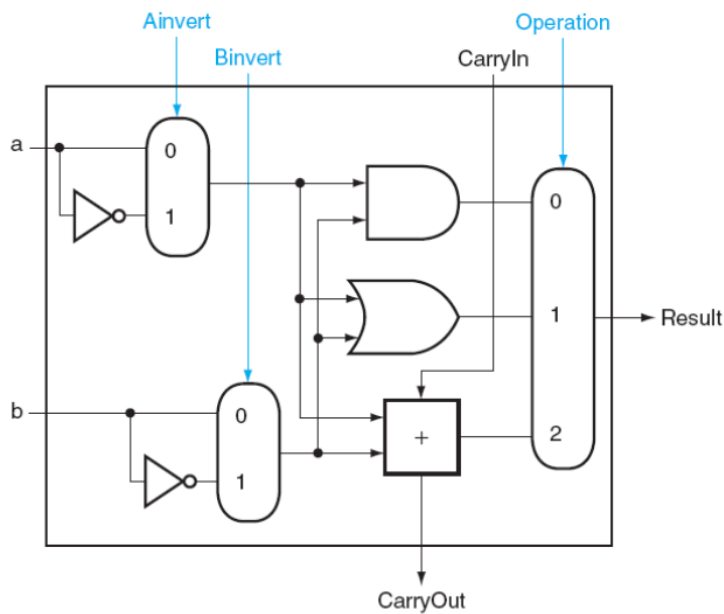 Ainvert
Operation
Binvert
CarryIn
a
0
1
0
1
Result
b
0
1
+
2
CarryOut